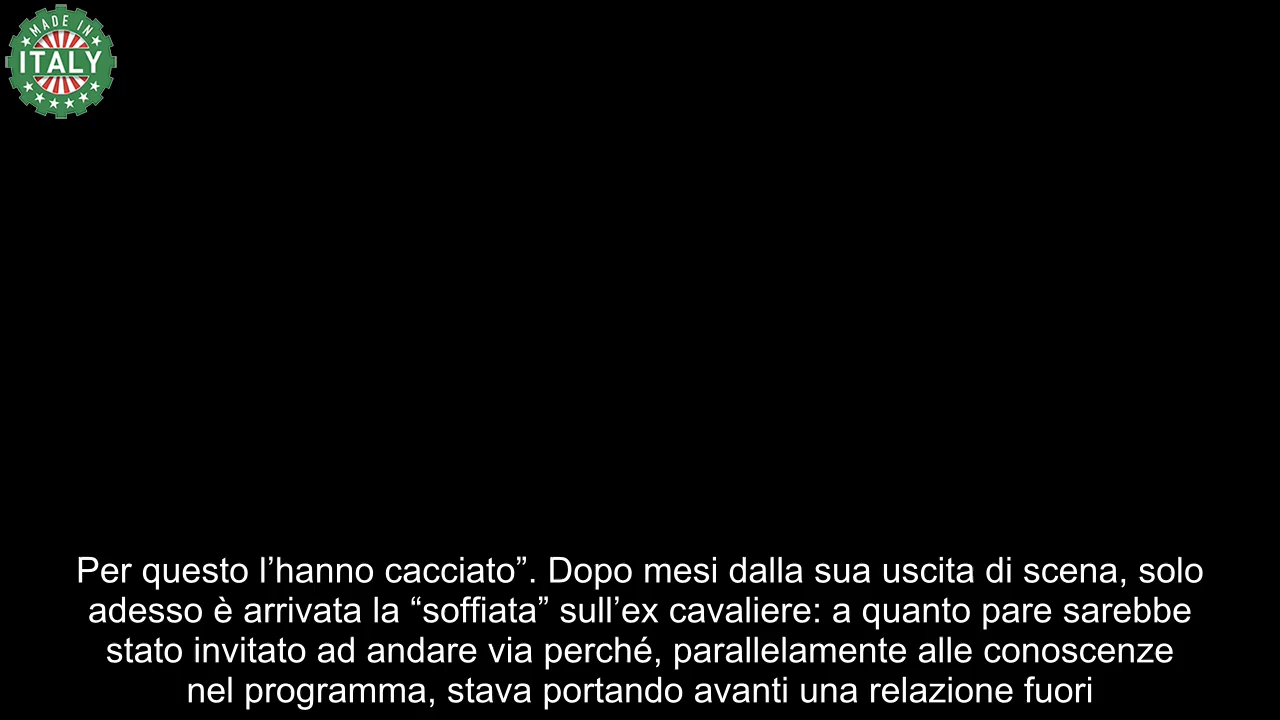 MADE IN
ITALY
Per questo l’hanno cacciato”. Dopo mesi dalla sua uscita di scena, solo
adesso è arrivata la “soffiata” sull’ex cavaliere: a quanto pare sarebbe
stato invitato ad andare via perché, parallelamente alle conoscenze
nel programma, stava portando avanti una relazione fuori